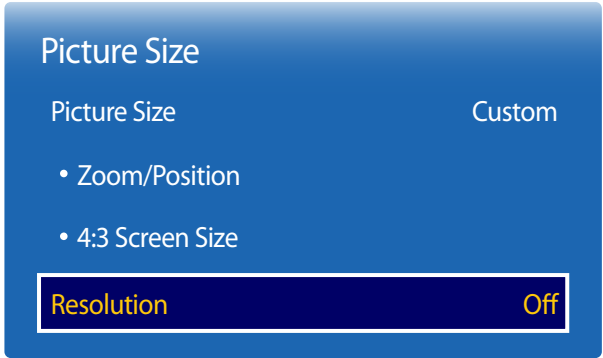 Picture Size
Picture Size Custom
• Zoom/Position
• 4:3 Screen Size
Resolution Off